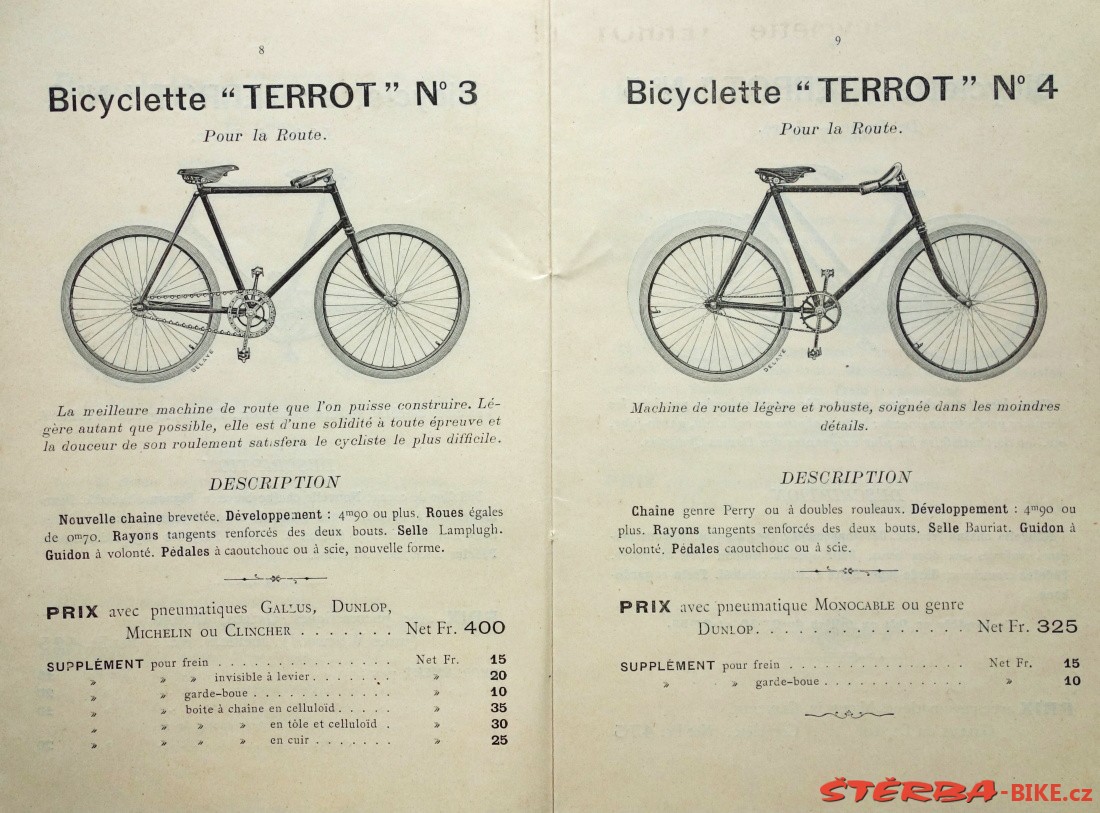 8
Bicyclette “TERROT” Nº 3
Pour la Route.
DELAYE
La meilleure machine de route que l'on puisse construire. Lé-
gère autant que possible, elle est d'une solidité à toute épreuve et
la douceur de son roulement satisfera le cycliste le plus difficile.
DESCRIPTION
Nouvelle chaîne brevetée. Développement : 4m90 ou plus. Roues égales
de 0m70. Rayons tangents renforcés des deux bouts. Selle Lamplugh.
Guidon à volonté. Pédales à caoutchouc ou à scie, nouvelle forme.
PRIX avec pneumatiques GALLUS, DUNLOP,
MICHELIN OU CLINCHER . . . . . . . Net Fr. 400
SUPPLÉMENT pour frein . . . . . . . . . . . . . . . Net Fr. 15
» » » invisible à levier . . . . . . . » 20
» » garde-boue . . . . . . . . . . . . » 10
» » boite à chaîne en celluloïd . . . . . » 35
» » » » en tôle et celluloïd . » 30
» » » » en cuir . . . . . . . » 25
9
Bicyclette “TERROT” Nº 4
Pour la Route.
DELAYE
Machine de route légère et robuste, soignée dans les moindres
détails.
DESCRIPTION
Chaîne genre Perry ou à doubles rouleaux. Développement : 4m90 ou
plus. Rayons tangents renforcés des deux bouts. Selle Bauriat. Guidon à
volonté. Pédales caoutchouc ou à scie.
PRIX avec pneumatique MONOCABLE ou genre
DUNLOP. . . . . . . . . . . . . . . . Net Fr. 325
SUPPLÉMENT pour frein . . . . . . . . . . . . . . . Net Fr. 15
» » garde-boue . . . . . . . . . . . . » 10
ŠTĚRBA-BIKE.cz